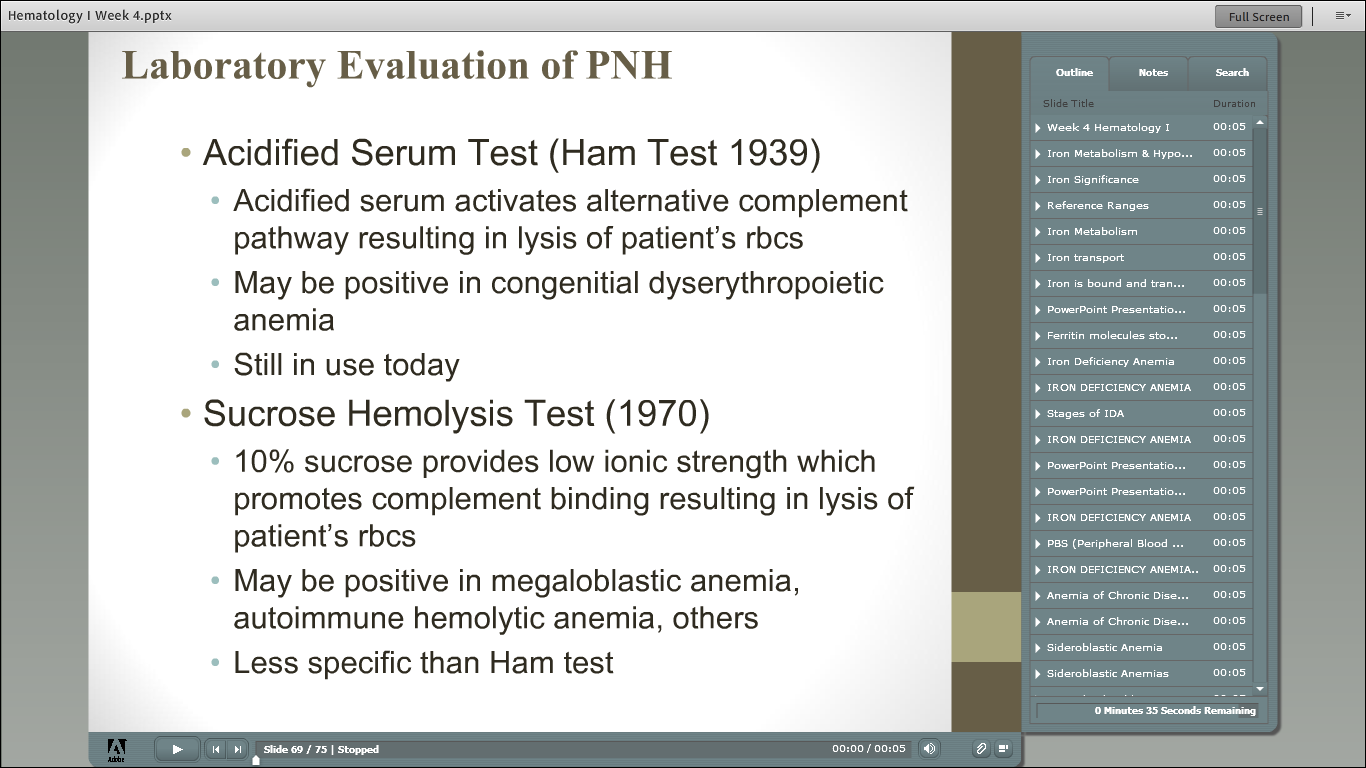 Hematology I Week 4.pptx
Full Screen
Laboratory Evaluation of PNH
• Acidified Serum Test (Ham Test 1939)
• Acidified serum activates alternative complement
pathway resulting in lysis of patient’s rbcs
• May be positive in congenitial dyserythropoietic
anemia
• Still in use today
• Sucrose Hemolysis Test (1970)
• 10% sucrose provides low ionic strength which
promotes complement binding resulting in lysis of
patient’s rbcs
• May be positive in megaloblastic anemia,
autoimmune hemolytic anemia, others
• Less specific than Ham test
Outline Notes Search
Slide Title Duration
Week 4 Hematology I 00:05
Iron Metabolism & Hypo... 00:05
Iron Significance 00:05
Reference Ranges 00:05
Iron Metabolism 00:05
Iron transport 00:05
Iron is bound and tran... 00:05
PowerPoint Presentatio... 00:05
Ferritin molecules sto... 00:05
Iron Deficiency Anemia 00:05
IRON DEFICIENCY ANEMIA 00:05
Stages of IDA 00:05
IRON DEFICIENCY ANEMIA 00:05
PowerPoint Presentatio... 00:05
PowerPoint Presentatio... 00:05
IRON DEFICIENCY ANEMIA 00:05
PBS (Peripheral Blood ... 00:05
IRON DEFICIENCY ANEMIA.. 00:05
Anemia of Chronic Dise... 00:05
Anemia of Chronic Dise... 00:05
Sideroblastic Anemia 00:05
Sideroblastic Anemias 00:05
0 Minutes 35 Seconds Remaining
Adobe
Slide 69 / 75 | Stopped
00:00 / 00:05